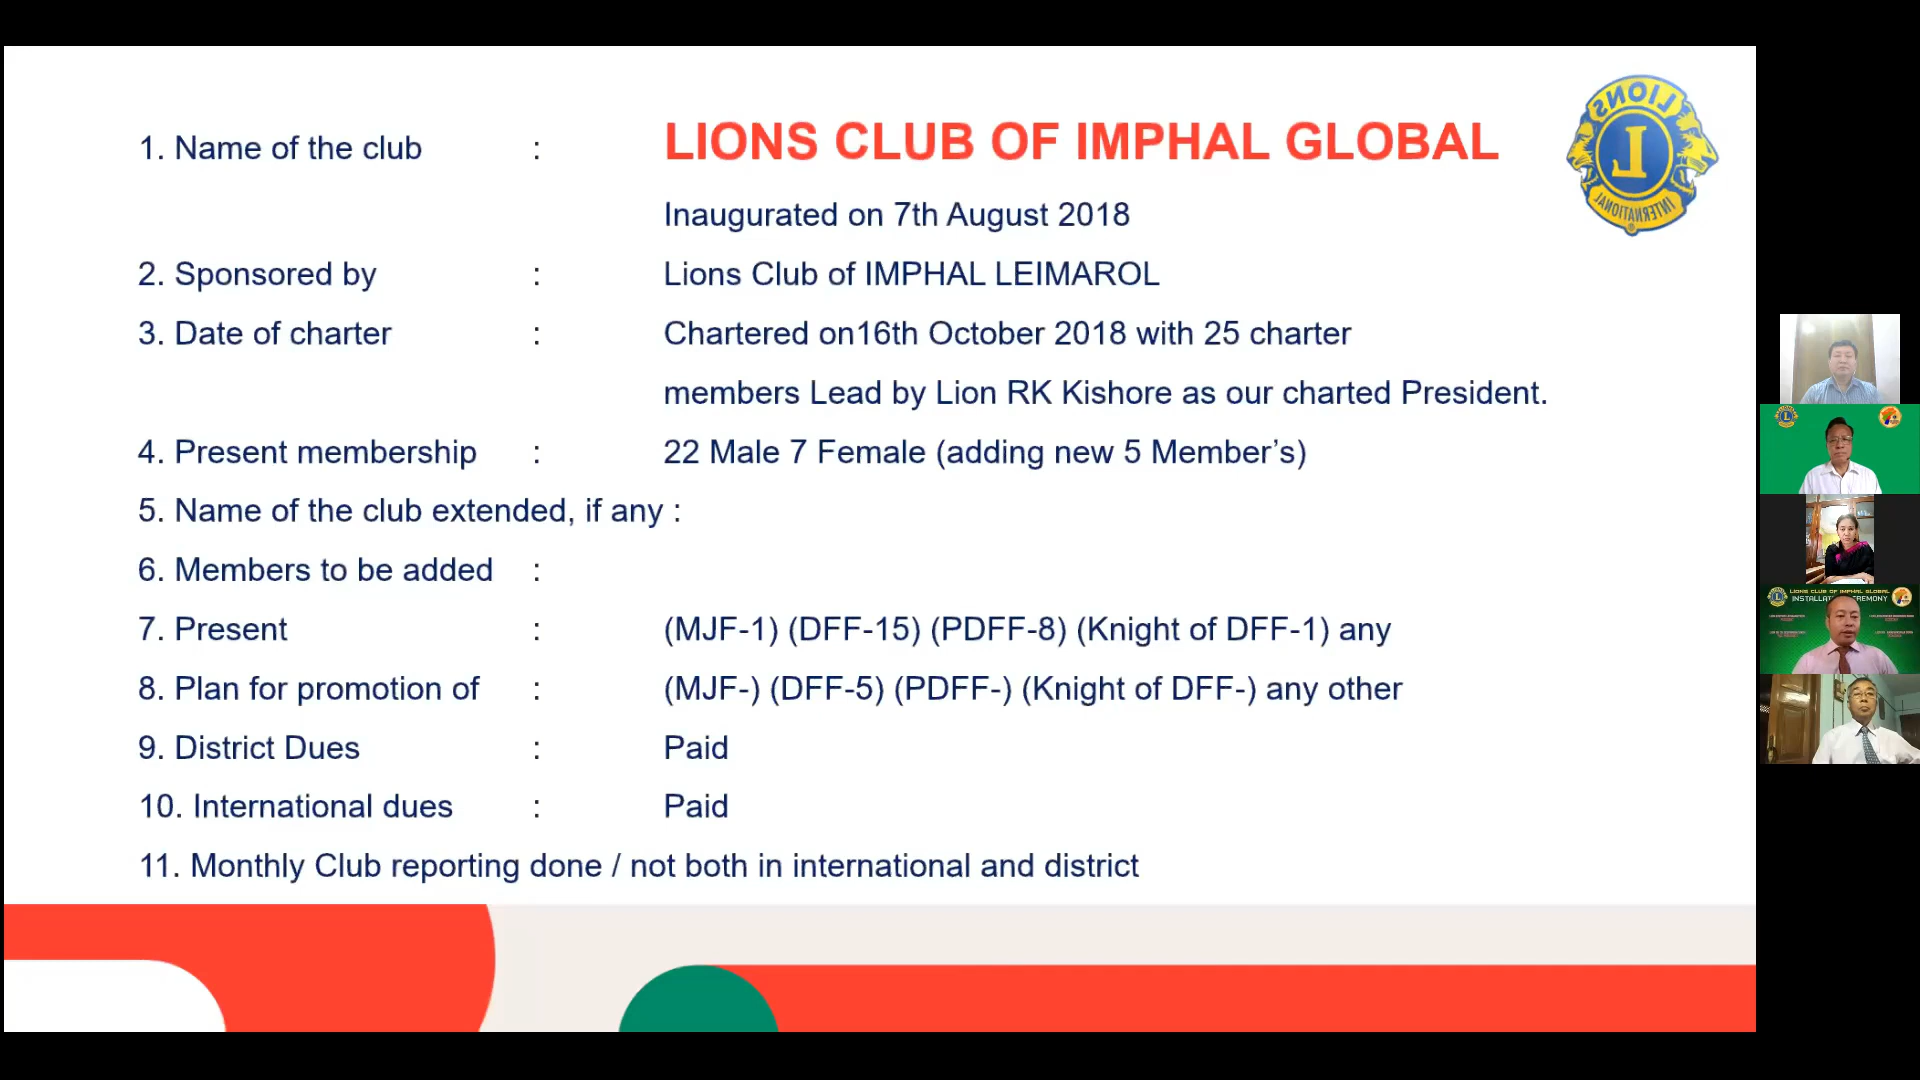 1. Name of the club : LIONS CLUB OF IMPHAL GLOBAL
Inaugurated on 7th August 2018
2. Sponsored by : Lions Club of IMPHAL LEIMAROL
3. Date of charter : Chartered on16th October 2018 with 25 charter
members Lead by Lion RK Kishore as our charted President.
4. Present membership : 22 Male 7 Female (adding new 5 Member’s)
5. Name of the club extended, if any :
6. Members to be added :
7. Present : (MJF-1) (DFF-15) (PDFF-8) (Knight of DFF-1) any
8. Plan for promotion of : (MJF-) (DFF-5) (PDFF-) (Knight of DFF-) any other
9. District Dues : Paid
10. International dues : Paid
11. Monthly Club reporting done / not both in international and district
LIONS
L
INTERNATIONAL
L
LIONS CLUB OF IMPHAL GLOBAL